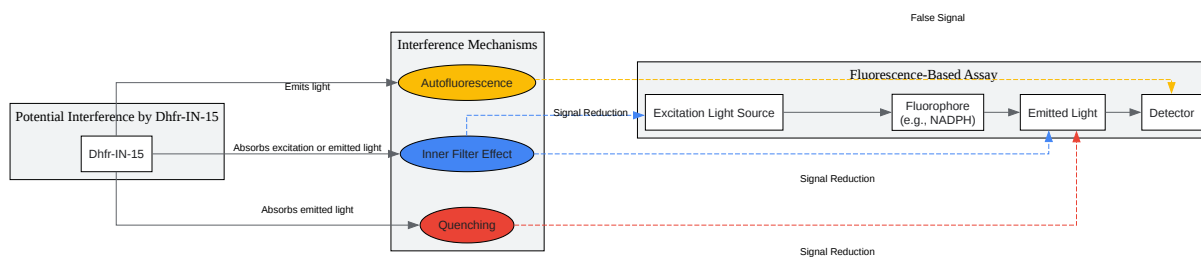 False Signal
Interference Mechanisms
Fluorescence-Based Assay
Autofluorescence
Emits light
Potential Interference by Dhfr-IN-15
Signal Reduction
Excitation Light Source
Fluorophore
(e.g., NADPH)
Emitted Light
Detector
Dhfr-IN-15
Absorbs excitation or emitted light
Inner Filter Effect
Signal Reduction
Absorbs emitted light
Quenching
Signal Reduction